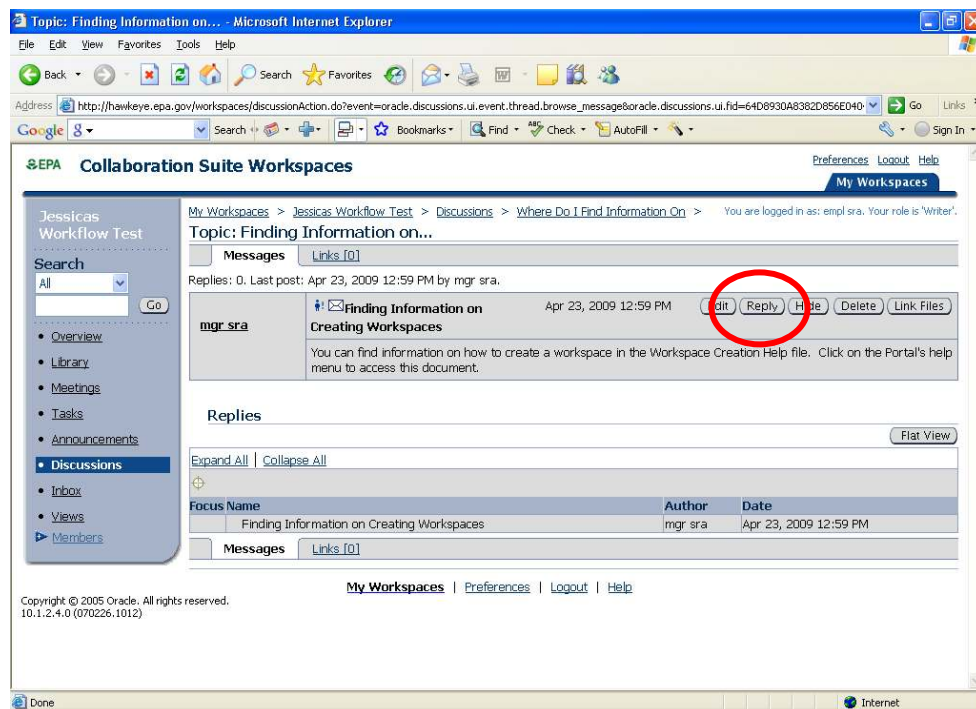 Topic: Finding Information on... - Microsoft Internet Explorer
File Edit View Favorites Tools Help
Back Search Favorites
Address http://hawkeye.epa.gov/workspaces/discussionAction.do?event=oracle.discussions.ui.event.thread.browse_message&oracle.discussions.ui.fid=64D8930A8382D856E040 Go Links
Google Search Bookmarks Find Check AutoFill Sign In
EPA Collaboration Suite Workspaces
Preferences Logout Help
My Workspaces
Jessicas
Workflow Test
Search
All
Go
Overview
Library
Meetings
Tasks
Announcements
Discussions
Inbox
Views
Members
My Workspaces > Jessicas Workflow Test > Discussions > Where Do I Find Information On > You are logged in as: empl sra. Your role is 'Writer'.
Topic: Finding Information on...
Messages Links [0]
Replies: 0. Last post: Apr 23, 2009 12:59 PM by mgr sra.
mgr sra
Finding Information on Apr 23, 2009 12:59 PM Edit Reply Hide Delete Link Files
Creating Workspaces
You can find information on how to create a workspace in the Workspace Creation Help file. Click on the Portal's help
menu to access this document.
Replies
Flat View
Expand All | Collapse All
Focus Name Author Date
Finding Information on Creating Workspaces mgr sra Apr 23, 2009 12:59 PM
Messages Links [0]
My Workspaces | Preferences | Logout | Help
Copyright © 2005 Oracle. All rights reserved.
10.1.2.4.0 (070226.1012)
Done Internet